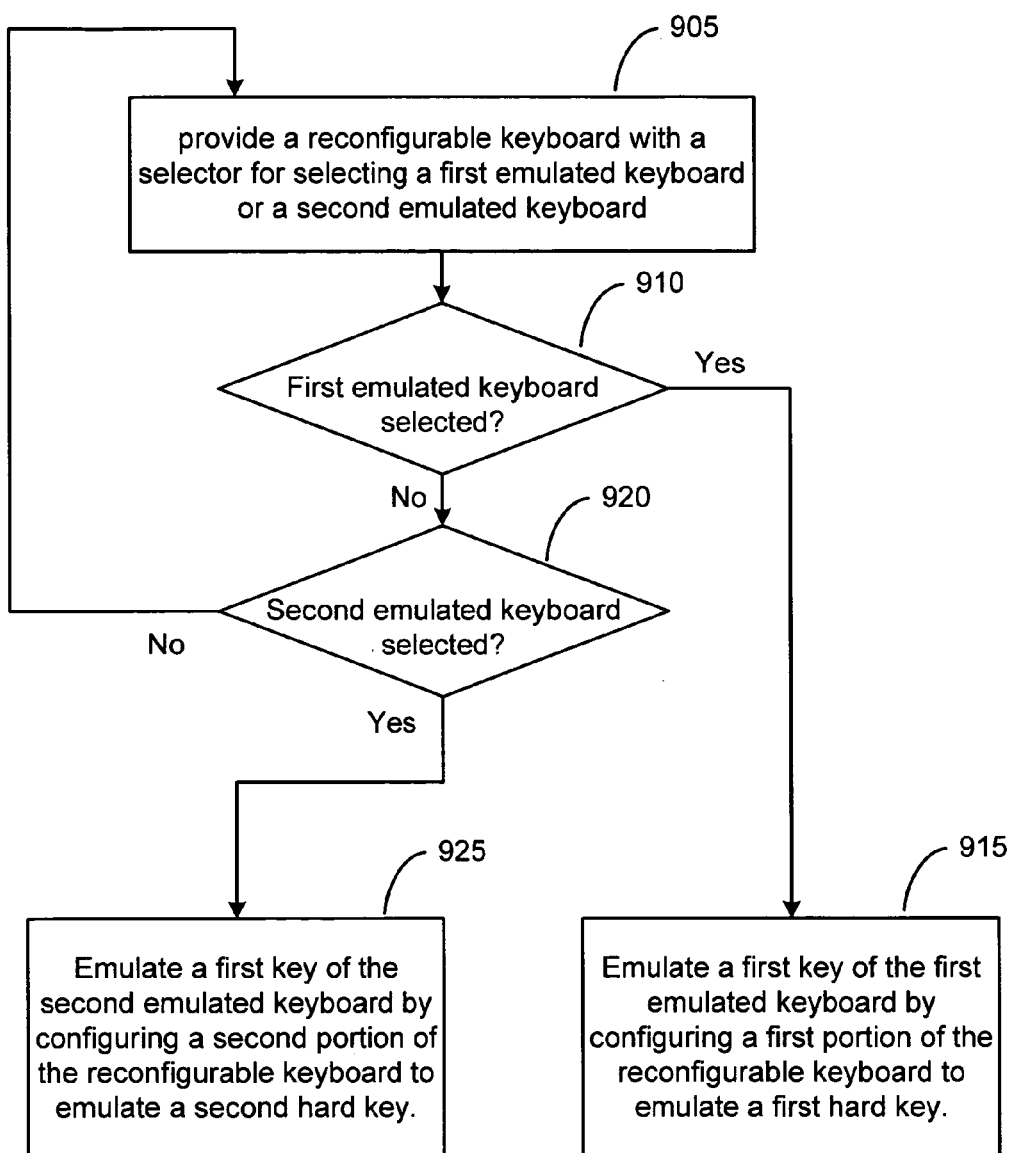 905
provide a reconfigurable keyboard with a
selector for selecting a first emulated keyboard
or a second emulated keyboard
910
Yes
First emulated keyboard
selected?
No
920
Second emulated keyboard
selected?
No
Yes
925
915
Emulate a first key of the
second emulated keyboard by
configuring a second portion of
the reconfigurable keyboard to
emulate a second hard key.
Emulate a first key of the first
emulated keyboard by
configuring a first portion of the
reconfigurable keyboard to
emulate a first hard key.